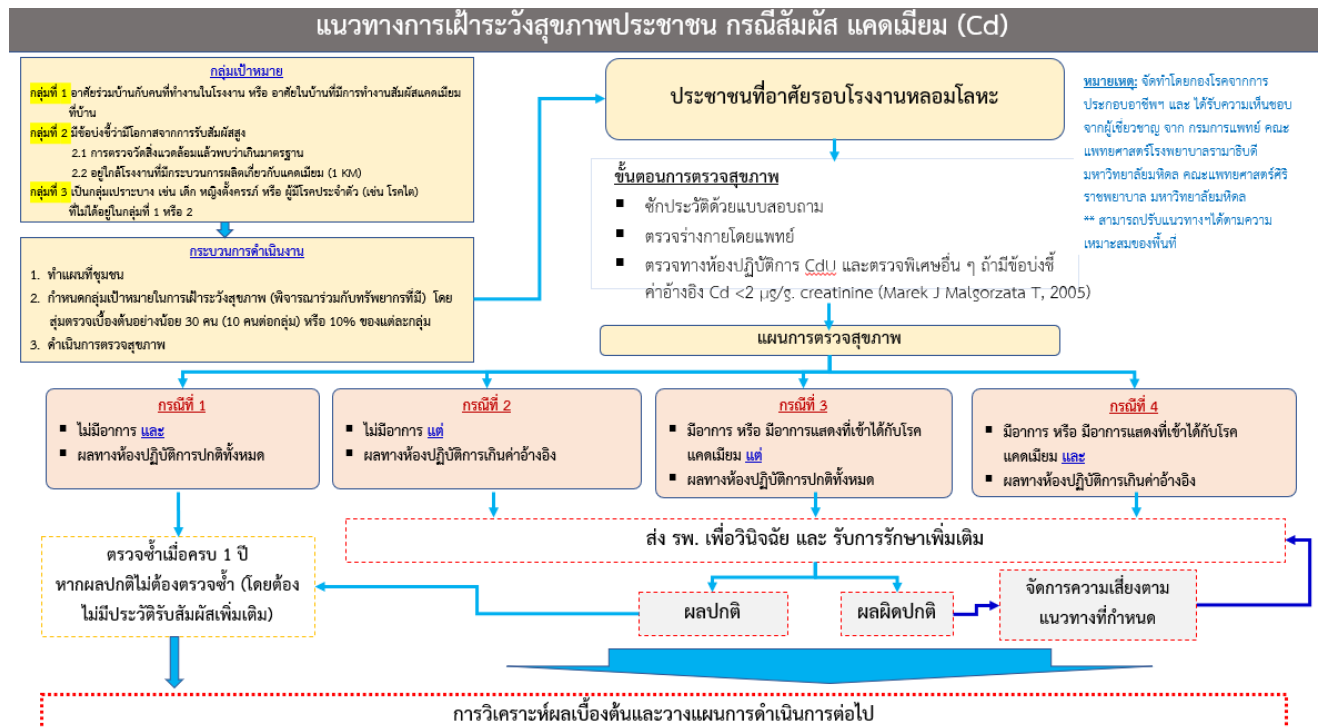 แนวทางการเฝ้าระวังสุขภาพประชาชน กรณีสัมผัส แคดเมียม (Cd)
กลุ่มเป้าหมาย
กลุ่มที่ 1 อาศัยร่วมบ้านกับคนที่ทำงานในโรงงาน หรือ อาศัยในบ้านที่มีการทำงานสัมผัสแคดเมียม
ที่บ้าน
กลุ่มที่ 2 มีข้อบ่งชี้ว่ามีโอกาสจากการรับสัมผัสสูง
2.1 การตรวจวัดสิ่งแวดล้อมแล้วพบว่าเกินมาตรฐาน
2.2 อยู่ใกล้โรงงานที่มีกระบวนการผลิตเกี่ยวกับแคดเมียม (1 KM)
กลุ่มที่ 3 เป็นกลุ่มเปราะบาง เช่น เด็ก หญิงตั้งครรภ์ หรือ ผู้มีโรคประจำตัว (เช่น โรคไต)
ที่ไม่ได้อยู่ในกลุ่มที่ 1 หรือ 2
กระบวนการดำเนินงาน
1. ทำแผนที่ชุมชน
2. กำหนดกลุ่มเป้าหมายในการเฝ้าระวังสุขภาพ (พิจารณาร่วมกับทรัพยากรที่มี) โดย
สุ่มตรวจเบื้องต้นอย่างน้อย 30 คน (10 คนต่อกลุ่ม) หรือ 10% ของแต่ละกลุ่ม
3. ดำเนินการตรวจสุขภาพ
ประชาชนที่อาศัยรอบโรงงานหลอมโลหะ
ขั้นตอนการตรวจสุขภาพ
▪ ซักประวัติด้วยแบบสอบถาม
▪ ตรวจร่างกายโดยแพทย์
▪ ตรวจทางห้องปฏิบัติการ CdU และตรวจพิเศษอื่น ๆ ถ้ามีข้อบ่งชี้
ค่าอ้างอิง Cd <2 µg/g. creatinine (Marek J Malgorzata T, 2005)
หมายเหตุ: จัดทำโดยกองโรคจากการ
ประกอบอาชีพฯ และ ได้รับความเห็นชอบ
จากผู้เชี่ยวชาญ จาก กรมการแพทย์ คณะ
แพทยศาสตร์โรงพยาบาลรามาธิบดี
มหาวิทยาลัยมหิดล คณะแพทยศาสตร์ศิริ
ราชพยาบาล มหาวิทยาลัยมหิดล
** สามารถปรับแนวทางฯได้ตามความ
เหมาะสมของพื้นที่
แผนการตรวจสุขภาพ
กรณีที่ 1
▪ ไม่มีอาการ และ
▪ ผลทางห้องปฏิบัติการปกติทั้งหมด
กรณีที่ 2
▪ ไม่มีอาการ แต่
▪ ผลทางห้องปฏิบัติการเกินค่าอ้างอิง
กรณีที่ 3
▪ มีอาการ หรือ มีอาการแสดงที่เข้าได้กับโรค
แคดเมียม แต่
▪ ผลทางห้องปฏิบัติการปกติทั้งหมด
กรณีที่ 4
▪ มีอาการ หรือ มีอาการแสดงที่เข้าได้กับโรค
แคดเมียม และ
▪ ผลทางห้องปฏิบัติการเกินค่าอ้างอิง
ส่ง รพ. เพื่อวินิจฉัย และ รับการรักษาเพิ่มเติม
ตรวจซ้ำเมื่อครบ 1 ปี
หากผลปกติไม่ต้องตรวจซ้ำ (โดยต้อง
ไม่มีประวัติรับสัมผัสเพิ่มเติม)
ผลปกติ
ผลผิดปกติ
จัดการความเสี่ยงตาม
แนวทางที่กำหนด
การวิเคราะห์ผลเบื้องต้นและวางแผนการดำเนินการต่อไป